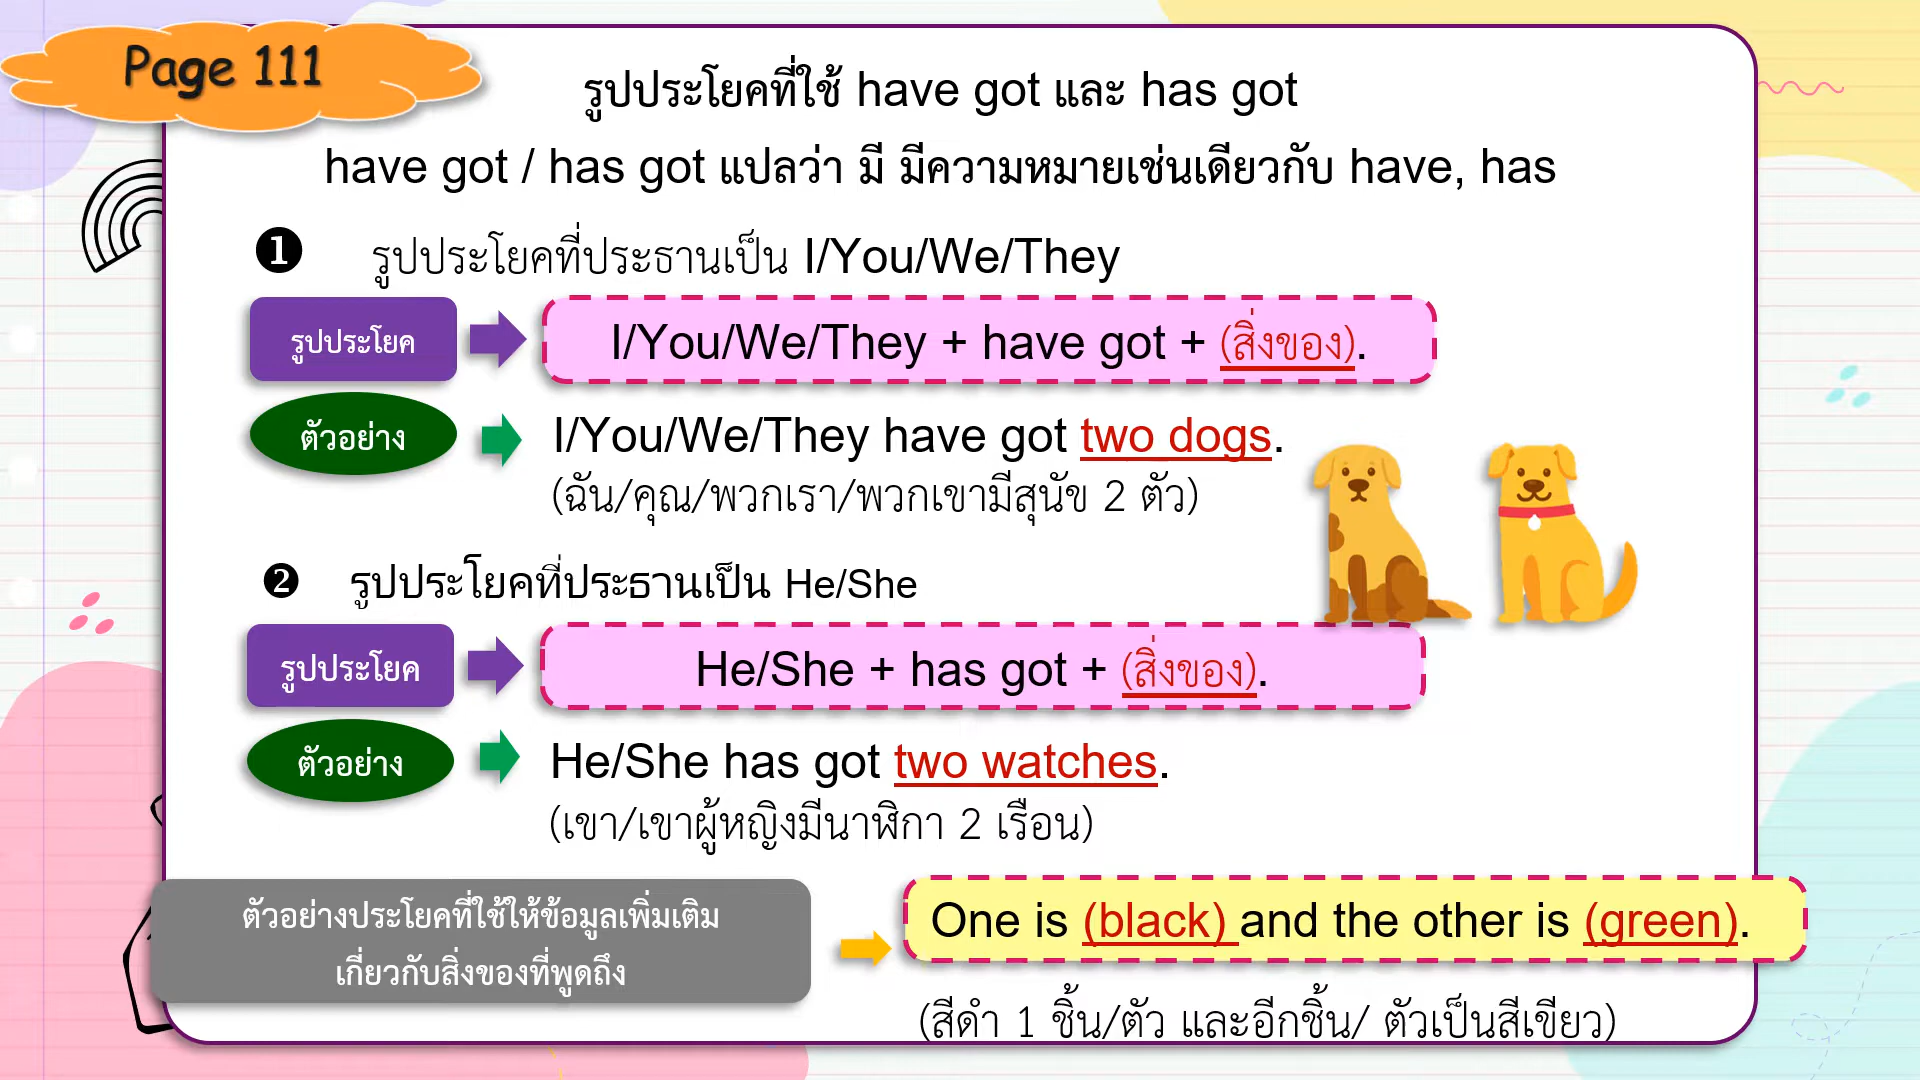 Page 111
รูปประโยคที่ใช้ have got และ has got
have got / has got แปลว่า มี มีความหมายเช่นเดียวกับ have, has
❶ รูปประโยคที่ประธานเป็น I/You/We/They
รูปประโยค
I/You/We/They + have got + (สิ่งของ).
ตัวอย่าง
I/You/We/They have got two dogs.
(ฉัน/คุณ/พวกเรา/พวกเขามีสุนัข 2 ตัว)
❷ รูปประโยคที่ประธานเป็น He/She
รูปประโยค
He/She + has got + (สิ่งของ).
ตัวอย่าง
He/She has got two watches.
(เขา/เขาผู้หญิงมีนาฬิกา 2 เรือน)
ตัวอย่างประโยคที่ใช้ให้ข้อมูลเพิ่มเติม
เกี่ยวกับสิ่งของที่พูดถึง
One is (black) and the other is (green).
(สีดำ 1 ชิ้น/ตัว และอีกชิ้น/ ตัวเป็นสีเขียว)